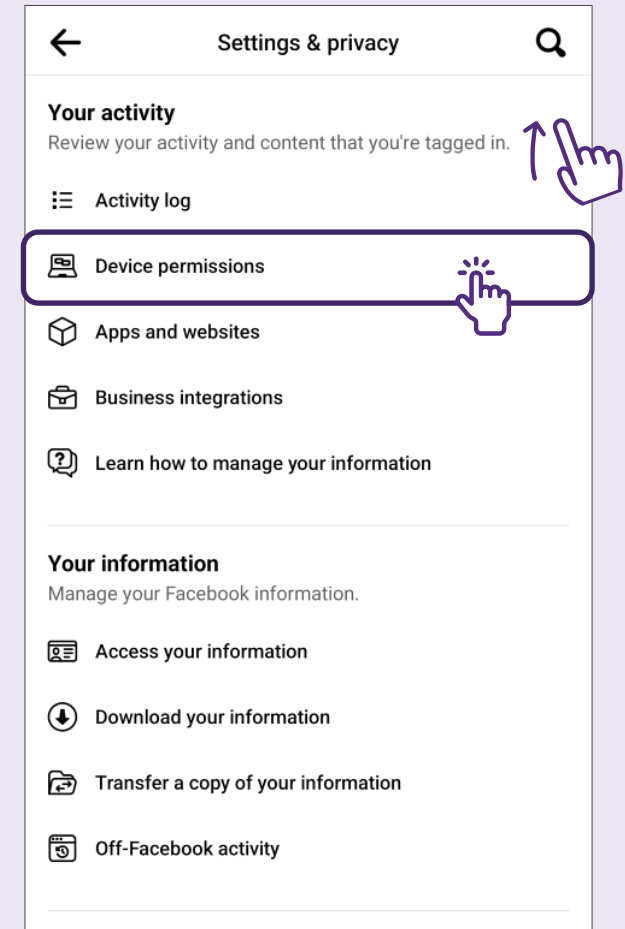 Settings & privacy
Your activity
Review your activity and content that you're tagged in.
Activity log
Device permissions
Apps and websites
Business integrations
Learn how to manage your information
Your information
Manage your Facebook information.
Access your information
Download your information
Transfer a copy of your information
Off-Facebook activity